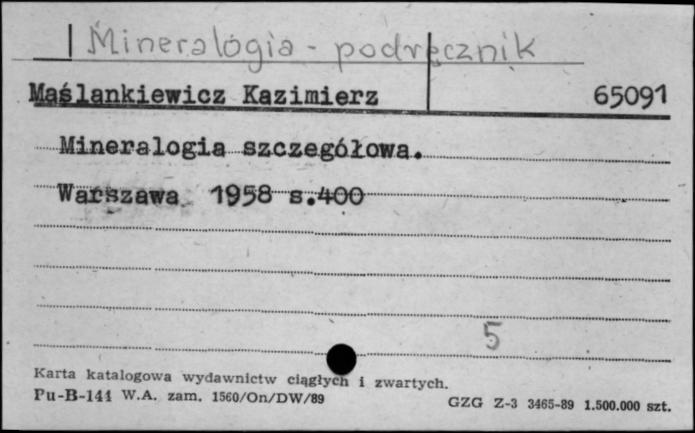 Mineralogia - podręcznik
Maślankiewicz Kazimierz 65091
Mineralogia szczegółowa.
Warszawa 1958 s.400
5
Karta katalogowa wydawnictw ciągłych i zwartych.
Pu-B-144 W.A. zam. 1560/On/DW/89 GZG Z-3 3465-89 1.500.000 szt.